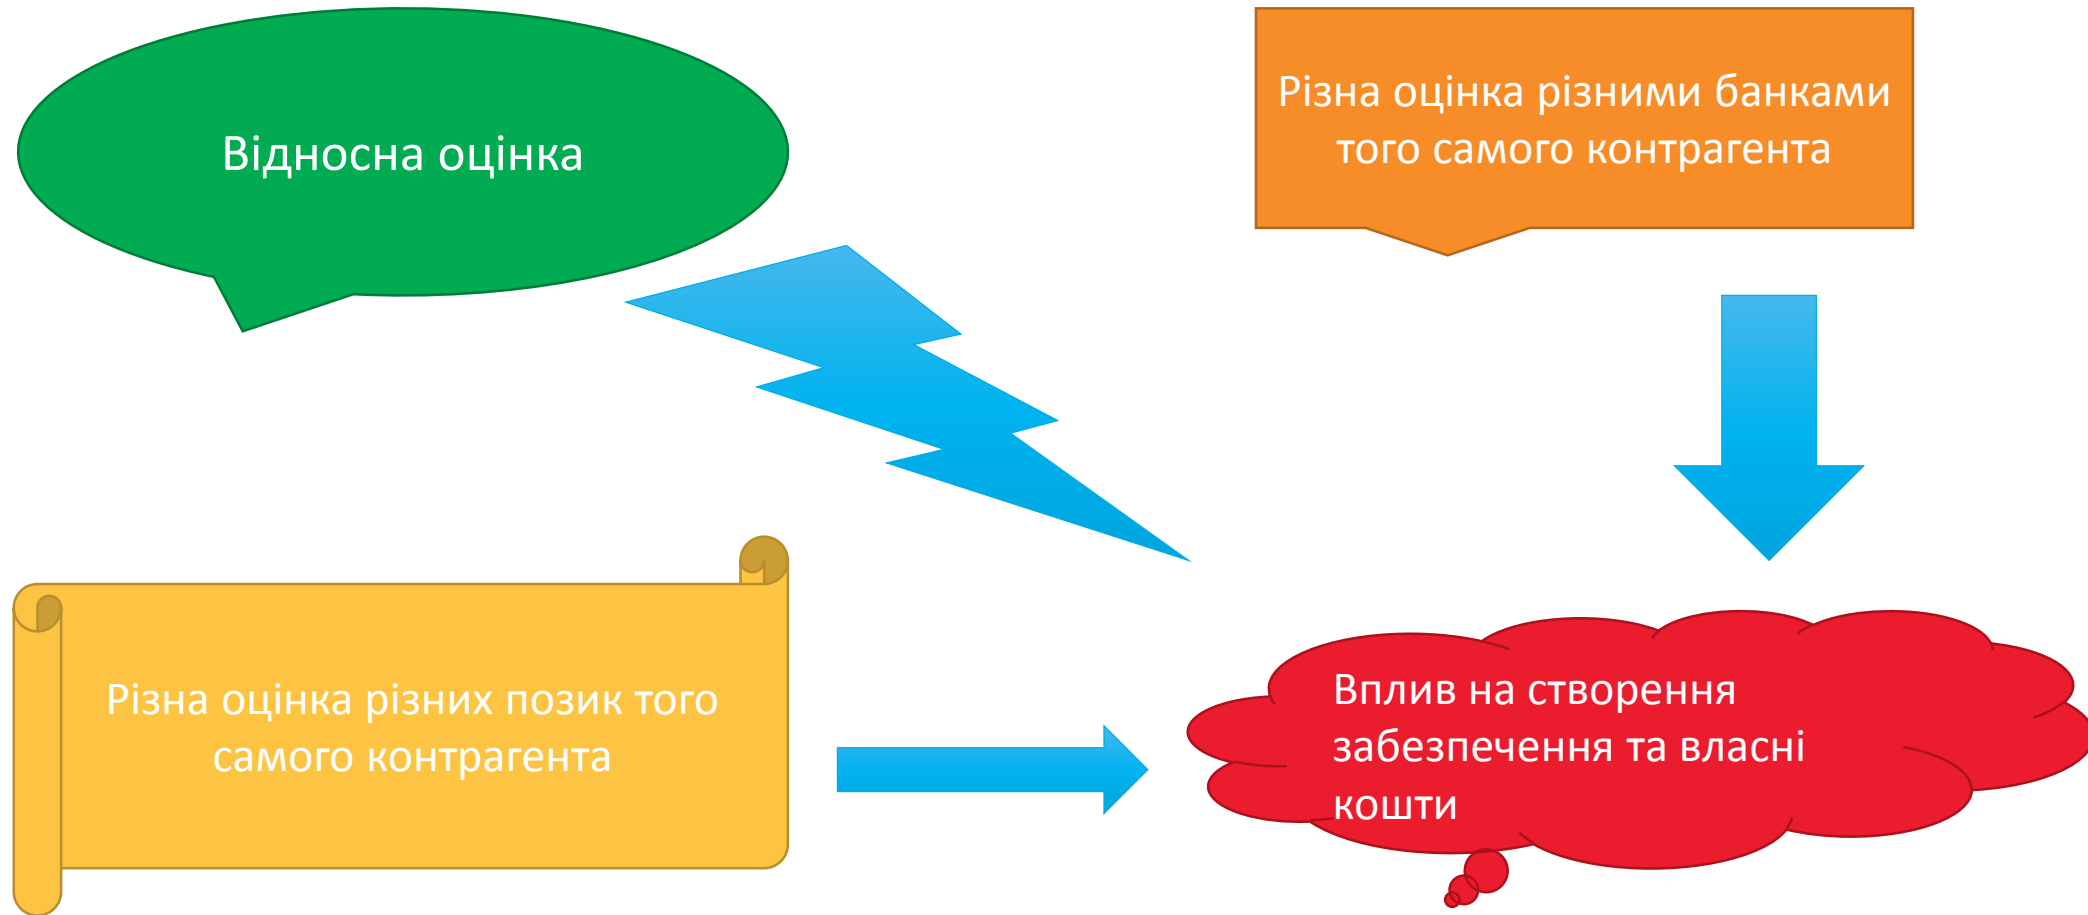 Відносна оцінка
Різна оцінка різними банками
того самого контрагента
Різна оцінка різних позик того
самого контрагента
Вплив на створення
забезпечення та власні
кошти